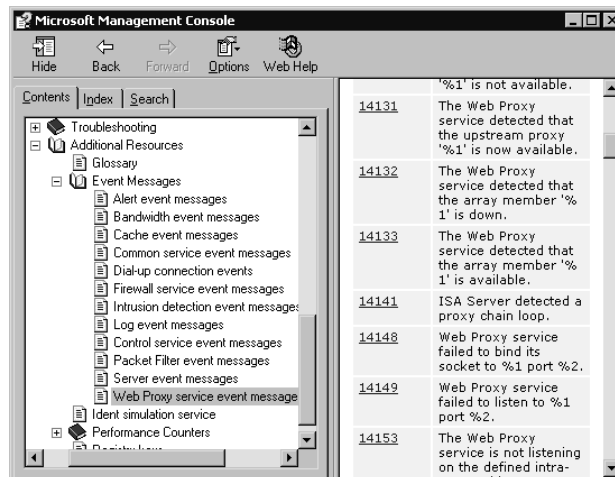 Microsoft Management Console
Hide Back Forward Options Web Help
Contents Index Search
Troubleshooting
Additional Resources
Glossary
Event Messages
Alert event messages
Bandwidth event messages
Cache event messages
Common service event messages
Dial-up connection events
Firewall service event messages
Intrusion detection event messages
Log event messages
Control service event messages
Packet Filter event messages
Server event messages
Web Proxy service event message
Ident simulation service
Performance Counters
'%1' is not available.
14131 The Web Proxy
service detected that
the upstream proxy
'%1' is now available.
14132 The Web Proxy
service detected that
the array member '%
1' is down.
14133 The Web Proxy
service detected that
the array member '%
1' is available.
14141 ISA Server detected a
proxy chain loop.
14148 Web Proxy service
failed to bind its
socket to %1 port %2.
14149 Web Proxy service
failed to listen to %1
port %2.
14153 The Web Proxy
service is not listening
on the defined intra-